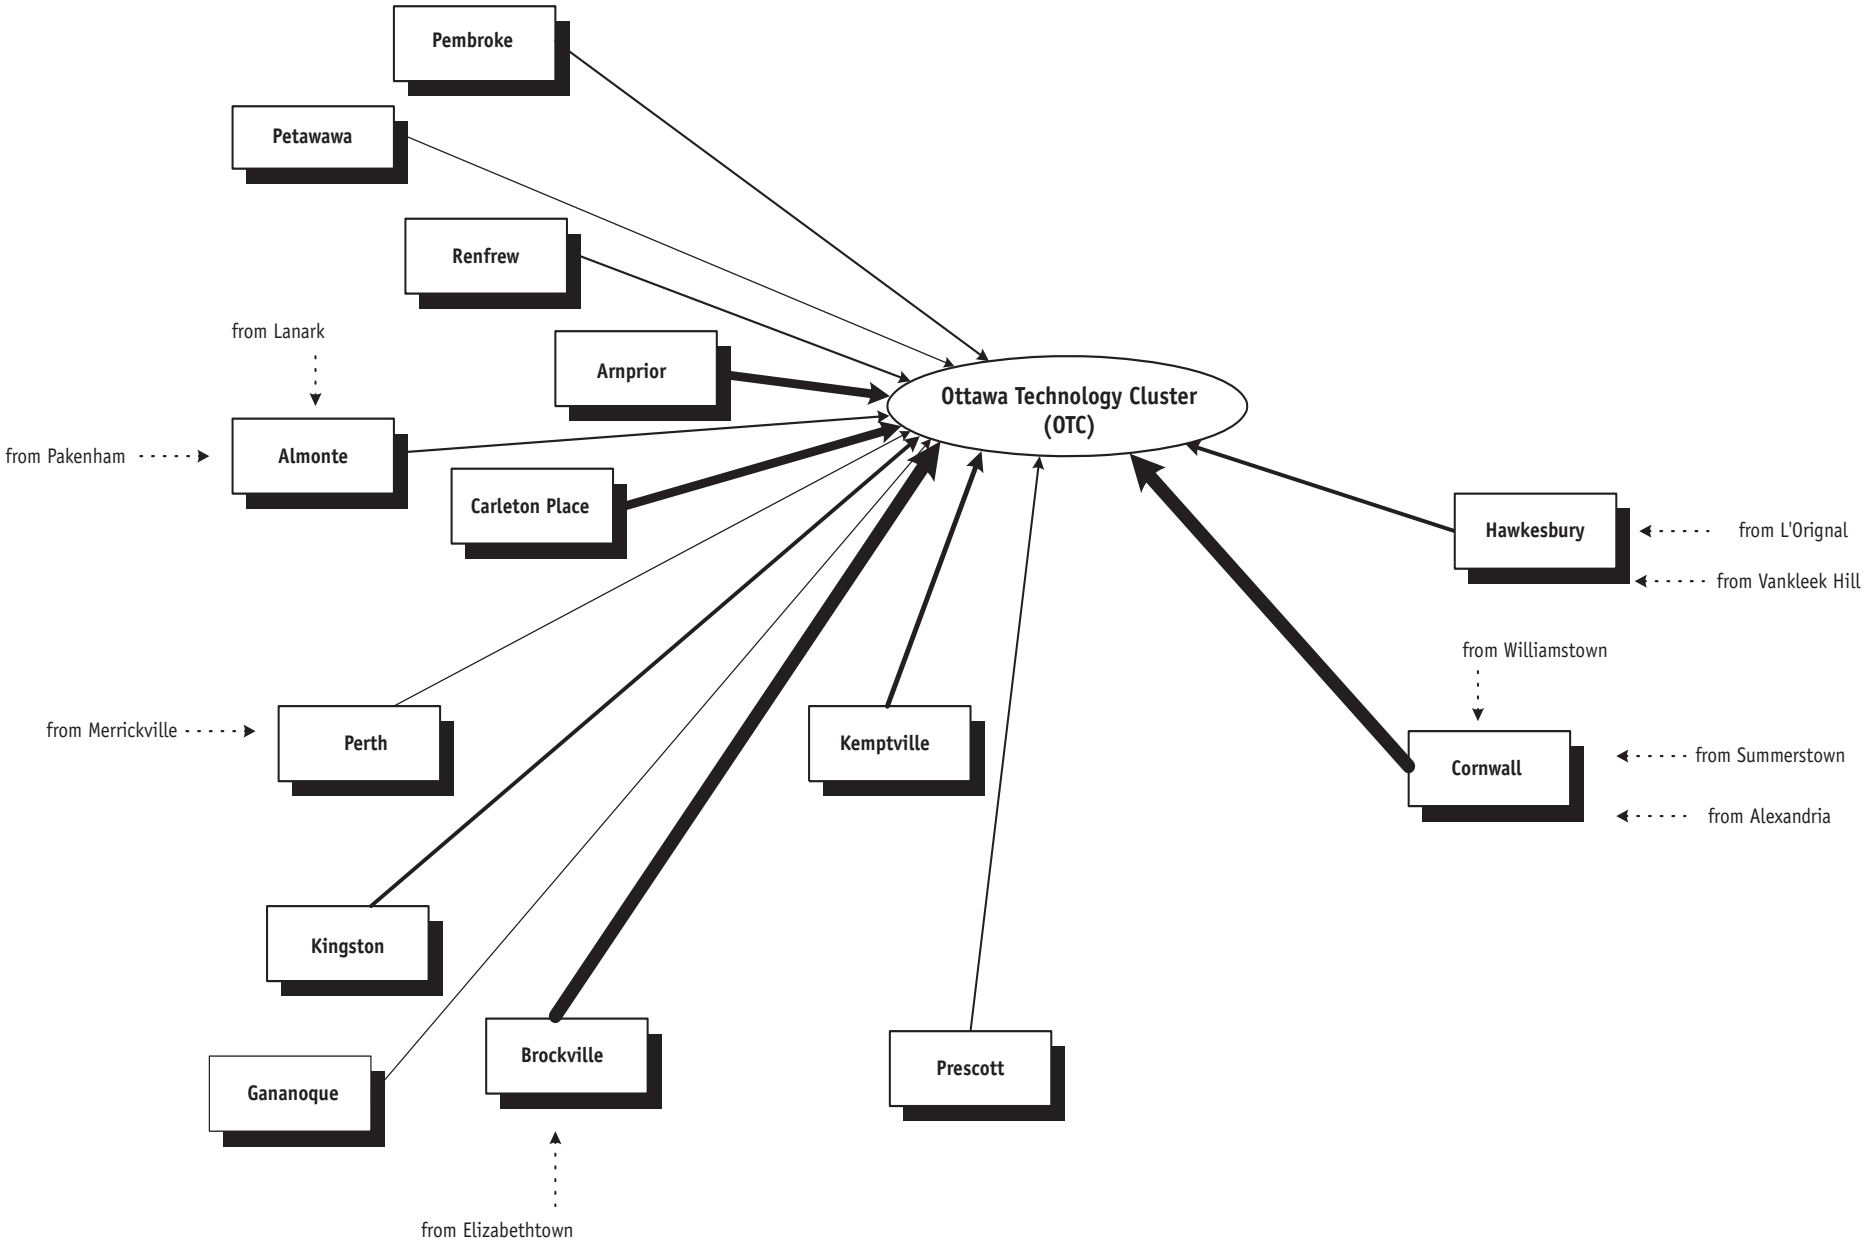 Pembroke
Petawawa
Renfrew
from Lanark
Arnprior
Ottawa Technology Cluster
(OTC)
from Pakenham
Almonte
Carleton Place
Hawkesbury
from L'Orignal
from Vankleek Hill
from Williamstown
from Merrickville
Perth
Kemptville
Cornwall
from Summerstown
from Alexandria
Kingston
Brockville
Prescott
Gananoque
from Elizabethtown